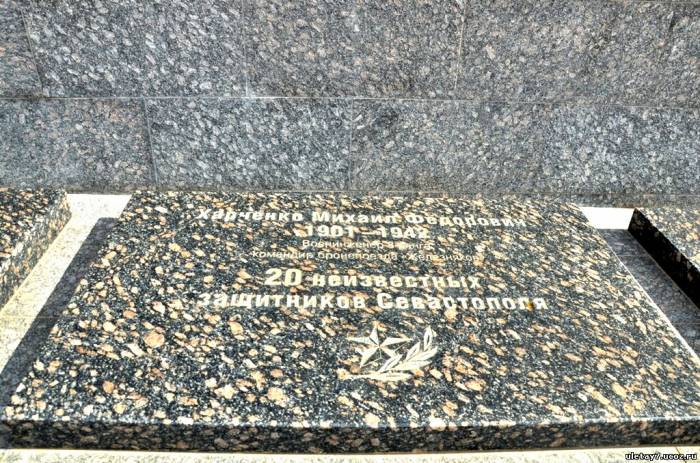 Харченко Михаил Федорович
1901—1942
Военинженер 3 ранга
командир бронепоезда «Железняков»
20 неизвестных
защитников Севастополя
uletay7.ucoz.ru